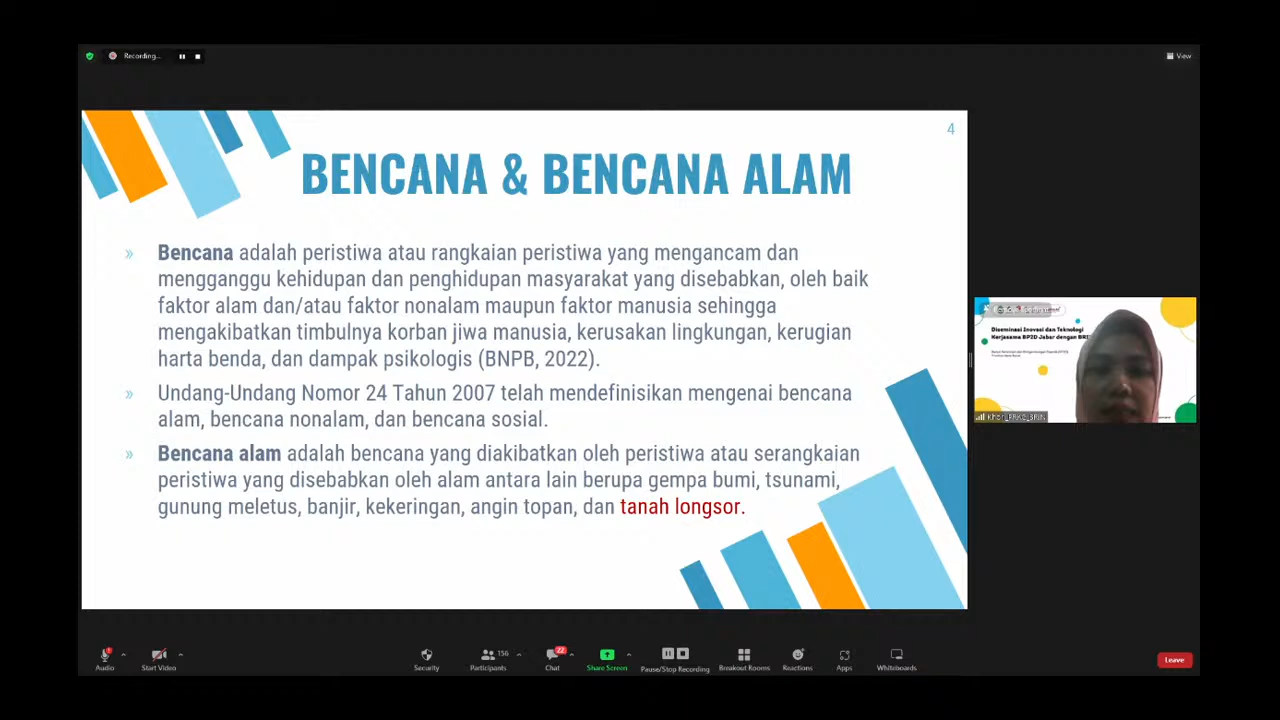 Recording...
View
4
BENCANA & BENCANA ALAM
» Bencana adalah peristiwa atau rangkaian peristiwa yang mengancam dan
mengganggu kehidupan dan penghidupan masyarakat yang disebabkan, oleh baik
faktor alam dan/atau faktor nonalam maupun faktor manusia sehingga
mengakibatkan timbulna korban jiwa manusia, kerusakan lingkungan, kerugian
harta benda, dan dampak psikologis (BNPB, 2022).
» Undang-Undang Nomor 24 Tahun 2007 telah mendefinisikan mengenai bencana
alam, bencana nonalam, dan bencana sosial.
» Bencana alam adalah bencana yang diakibatkan oleh peristiwa atau serangkaian
peristiwa yang disebabkan oleh alam antara lain berupa gempa bumi, tsunami,
gunung meletus, banjir, kekeringan, angin topan, dan tanah longsor.
Diseminasi Inovasi dan Teknologi
Kerjasama BP2D Jabar dengan BRI
Audio
Start Video
Security
Participants 156
Chat 22
Share Screen
Pause/Stop Recording
Breakout Rooms
Reactions
Apps
Whiteboards
Leave